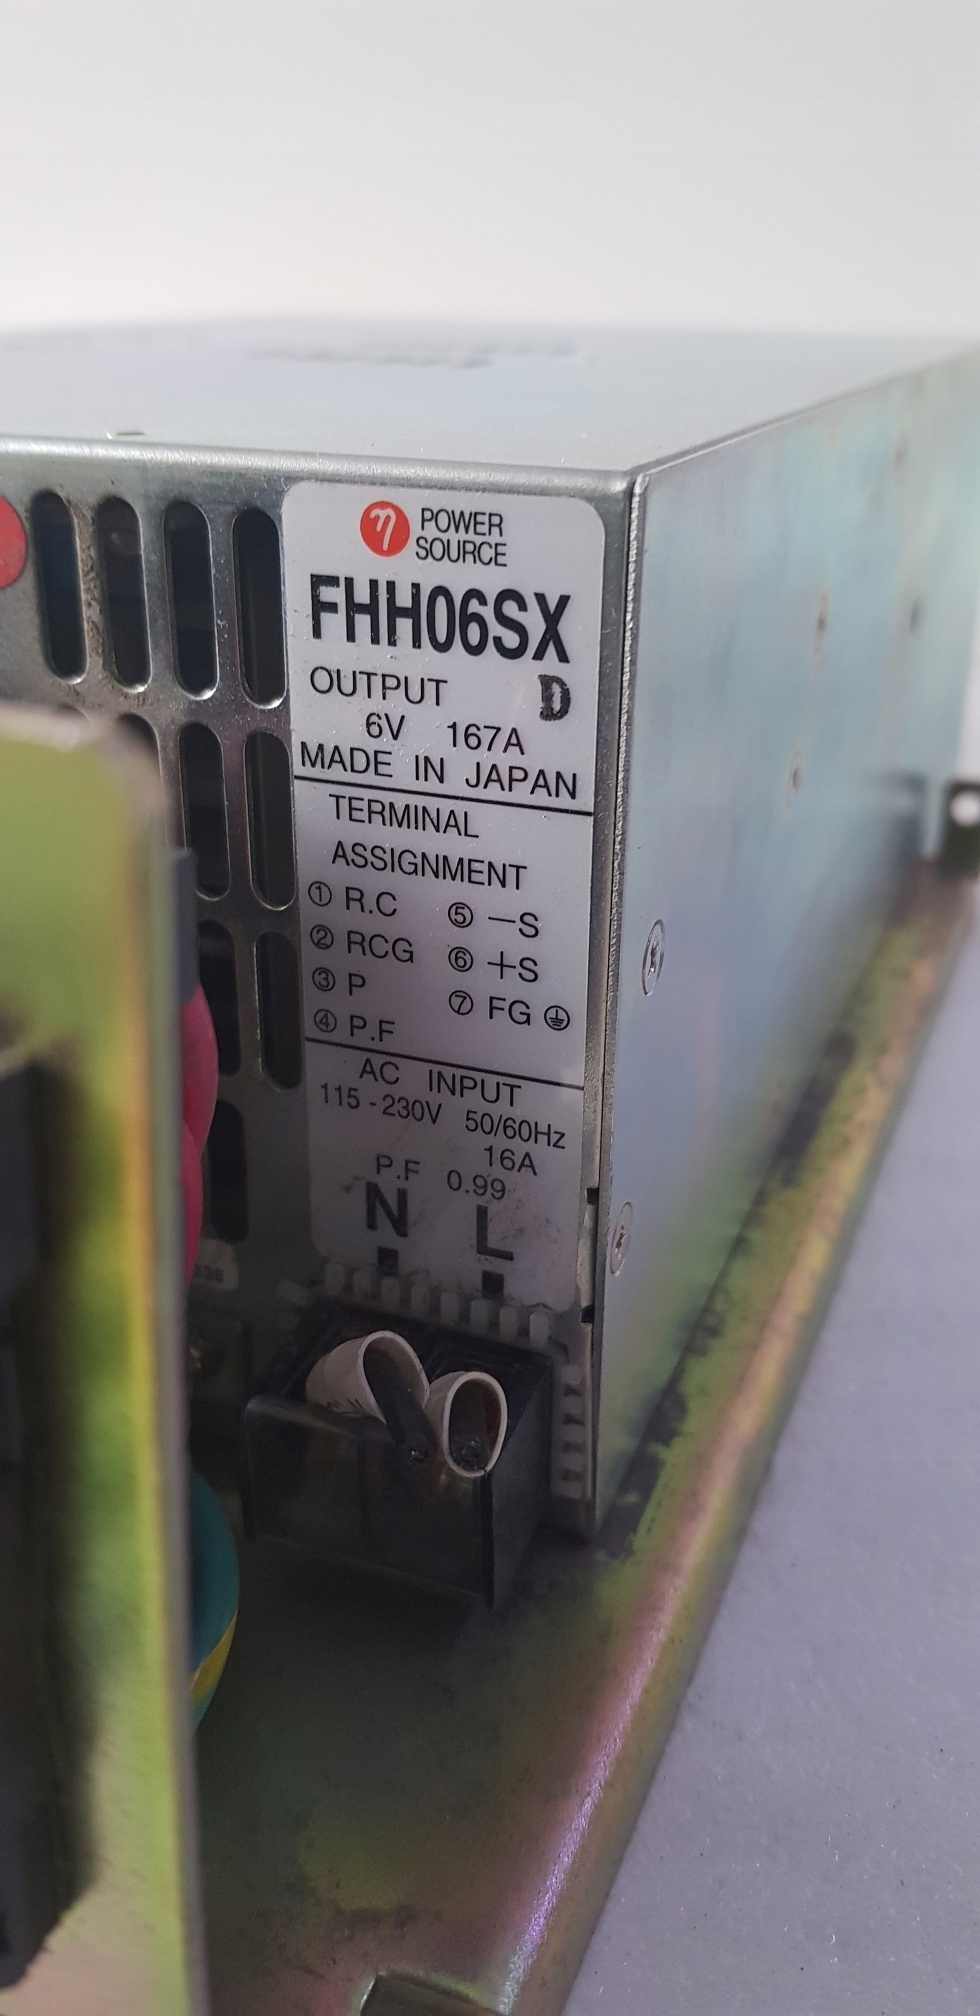 η POWER
SOURCE
FHH06SX
OUTPUT D
6V 167A
MADE IN JAPAN
TERMINAL
ASSIGNMENT
① R.C ⑤ −S
② RCG ⑥ +S
③ P ⑦ FG
④ P.F
AC INPUT
115-230V 50/60Hz
16A
P.F 0.99
N L